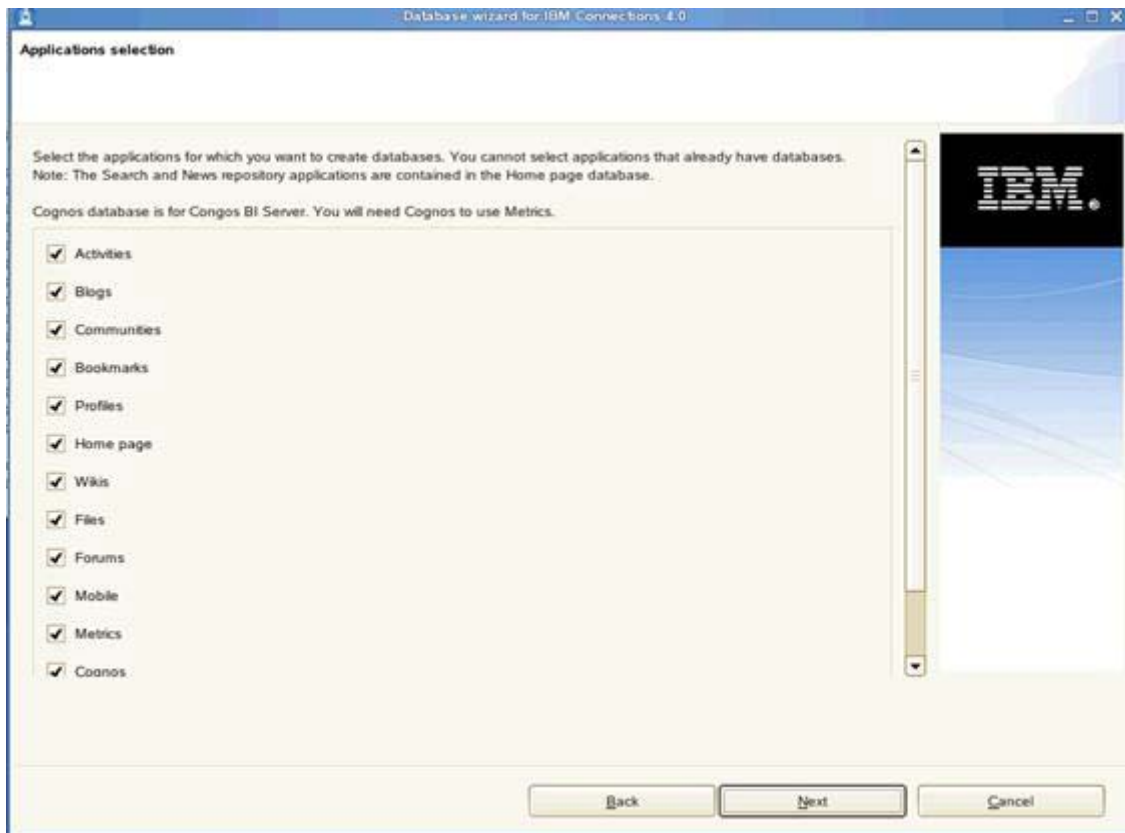 Database wizard for IBM Connections 4.0
Applications selection
Select the applications for which you want to create databases. You cannot select applications that already have databases.
Note: The Search and News repository applications are contained in the Home page database.
Cognos database is for Congos BI Server. You will need Cognos to use Metrics.
IBM.
Activities
Blogs
Communities
Bookmarks
Profiles
Home page
Wikis
Files
Forums
Mobile
Metrics
Cognos
Back
Next
Cancel